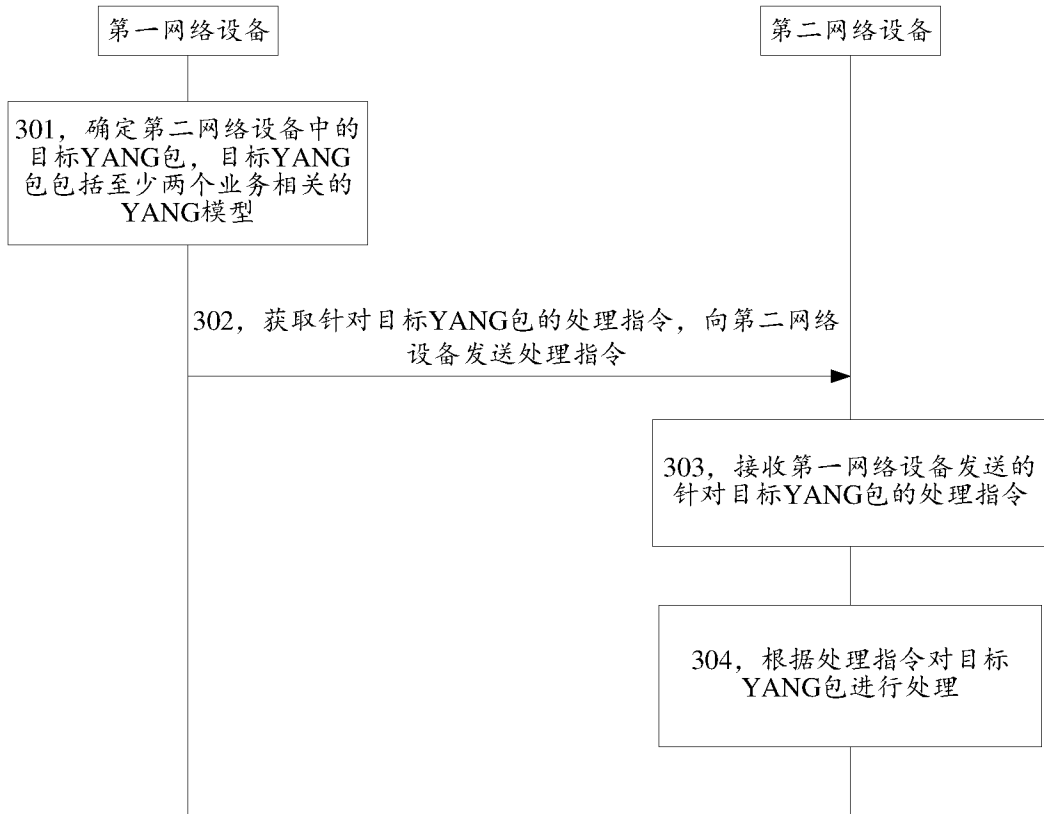 第一网络设备
第二网络设备
301，确定第二网络设备中的
目标YANG包，目标YANG
包包括至少两个业务相关的
YANG模型
302，获取针对目标YANG包的处理指令，向第二网络
设备发送处理指令
303，接收第一网络设备发送的
针对目标YANG包的处理指令
304，根据处理指令对目标
YANG包进行处理